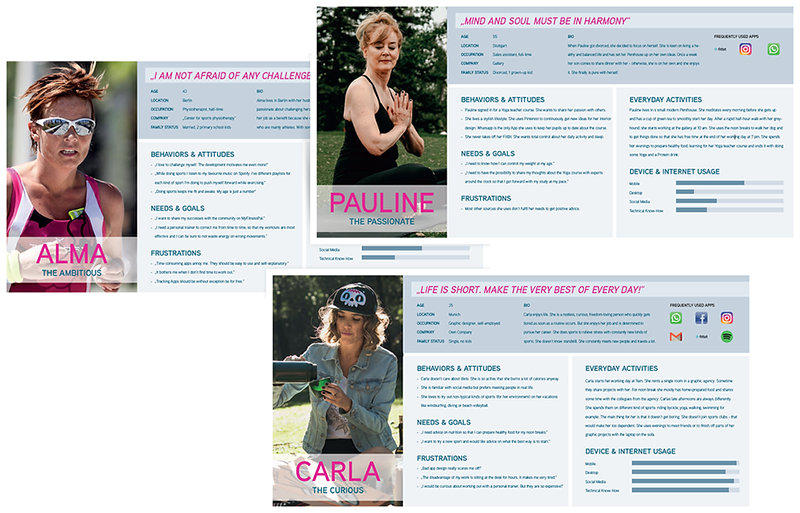 „I AM NOT AFRAID OF ANY CHALLENGE
AGE 43
LOCATION Berlin
OCCUPATION Physiotherapist, full-time
COMPANY „Center for sports physiotherapy“
FAMILY STATUS Married, 2 primary school kids
BIO
Alma lives in Berlin with her husb
passionate about challenging her
her job as a benefit because she
who are mainly athletes. With som
BEHAVIORS & ATTITUDES
- „I love to challenge myself. The development motivates me even more!“
- „While doing sports I listen to my favourite music on Spotify. I've different playlists for
each kind of sport I'm doing to push myself forward while exercising.“
- „Doing sports keeps me fit and awake. My age is just a number“
NEEDS & GOALS
- „I want to share my successes with the community on MyFitnessPal.“
- „I need a personal trainer to correct me from time to time, so that my workouts are most
effective and I can be sure to not waste energy on wrong movements.“
FRUSTRATIONS
- „Time-consuming apps annoy me. They should be easy to use and self explanatory.“
- „It bothers me when I don't find time to work out.“
- „Tracking Apps should be without exception be for free.“
ALMA
THE AMBITIOUS
Social Media
Technical Know-How
„MIND AND SOUL MUST BE IN HARMONY“
AGE 55
LOCATION Stuttgart
OCCUPATION Sales assistant, full-time
COMPANY Gallery
FAMILY STATUS Divorced, 1 grown-up kid
BIO
When Pauline got divorced, she decided to focus on herself. She is keen on living a he-
althy and balanced life and has set her Penthouse up on her own ideas. Once a week
her son comes to share dinner with her - otherwise, she is on her own and she enjoys
it. She finally is pure with herself.
FREQUENTLY USED APPS
fitbit
BEHAVIORS & ATTITUDES
- Pauline signed in for a Yoga teacher course. She wants to share her passion with others.
- She lives a stylish lifestyle. She uses Pinterest to continuously get new ideas for her interior
design. Whatsapp is the only App she uses to keep her pupils up to date about the course.
- She never takes off her Fitbit. She wants total control about her daily activity and sleep.
NEEDS & GOALS
- „I need to know how I can control my weight at my age.“
- „I need to have the possibility to share my thoughts about the Yoga course with experts
around the clock so that I get forward with my study at my pace.“
FRUSTRATIONS
- Most other sources she uses don't fulfil her needs to get positive advice.
EVERYDAY ACTIVITIES
Pauline lives in a small modern Penthouse. She meditates every morning before she gets up
and has a cup of green tea to smoothly start her day. After a rapid half-hour walk with her grey-
hound, she starts working at the gallery at 10 am. She uses the noon breaks to walk her dog and
to get things done so that she has free time at the end of her working day at 7 pm. She spends
her evenings to prepare healthy food, learning for her Yoga teacher course and ends it with doing
some Yoga and a Protein drink.
DEVICE & INTERNET USAGE
Mobile
Desktop
Social Media
Technical Know-How
PAULINE
THE PASSIONATE
„LIFE IS SHORT. MAKE THE VERY BEST OF EVERY DAY!“
AGE 35
LOCATION Munich
OCCUPATION Graphic designer, self-employed
COMPANY Own Company
FAMILY STATUS Single, no kids
BIO
Carla enjoys life. She is a restless, curious, freedom-loving person who quickly gets
bored as soon as a routine occurs. But she enjoys her job and is determined to
pursue her career. She does sports to relieve stress with constantly new kinds of
sports. She doesn't know standstill. She constantly meets new people and travels a lot.
FREQUENTLY USED APPS
fitbit
BEHAVIORS & ATTITUDES
- Carla doesn't care about diets. She is so active, that she burns a lot of calories anyway.
- She is familiar with social media but prefers meeting people in real life.
- She loves to try out non-typical kinds of sports like her environment on her vacations
like windsurfing, diving or beach volleyball.
NEEDS & GOALS
- „I need advice on nutrition so that I can prepare healthy food for my noon breaks.“
- „I want to try a new sport and would like advice on what the best way is to start.“
FRUSTRATIONS
- „Bad app design really scares me off!“
- „The disadvantage of my work is sitting at the desk for hours. It makes me very tired.“
- „I would be curious about working out with a personal trainer. But they are so expensive!“
EVERYDAY ACTIVITIES
Carla starts her working day at 9am. She rents a single room in a graphic agency. Sometime
they share projects with her. For noon break she mostly has home-prepared food and shares
some time with the collegues from the agency. Carlas late afternoons are always differently.
She spends them on different kind of sports: riding bicycle, yoga, walking, swimming for
example. The main thing for her is that it doesn't get boring. She doesn't join sports clubs - that
would make her too dependent. She uses evenings to meet friends or to finish off parts of her
graphic projects with the laptop on the sofa.
DEVICE & INTERNET USAGE
Mobile
Desktop
Social Media
Technical Know-How
CARLA
THE CURIOUS